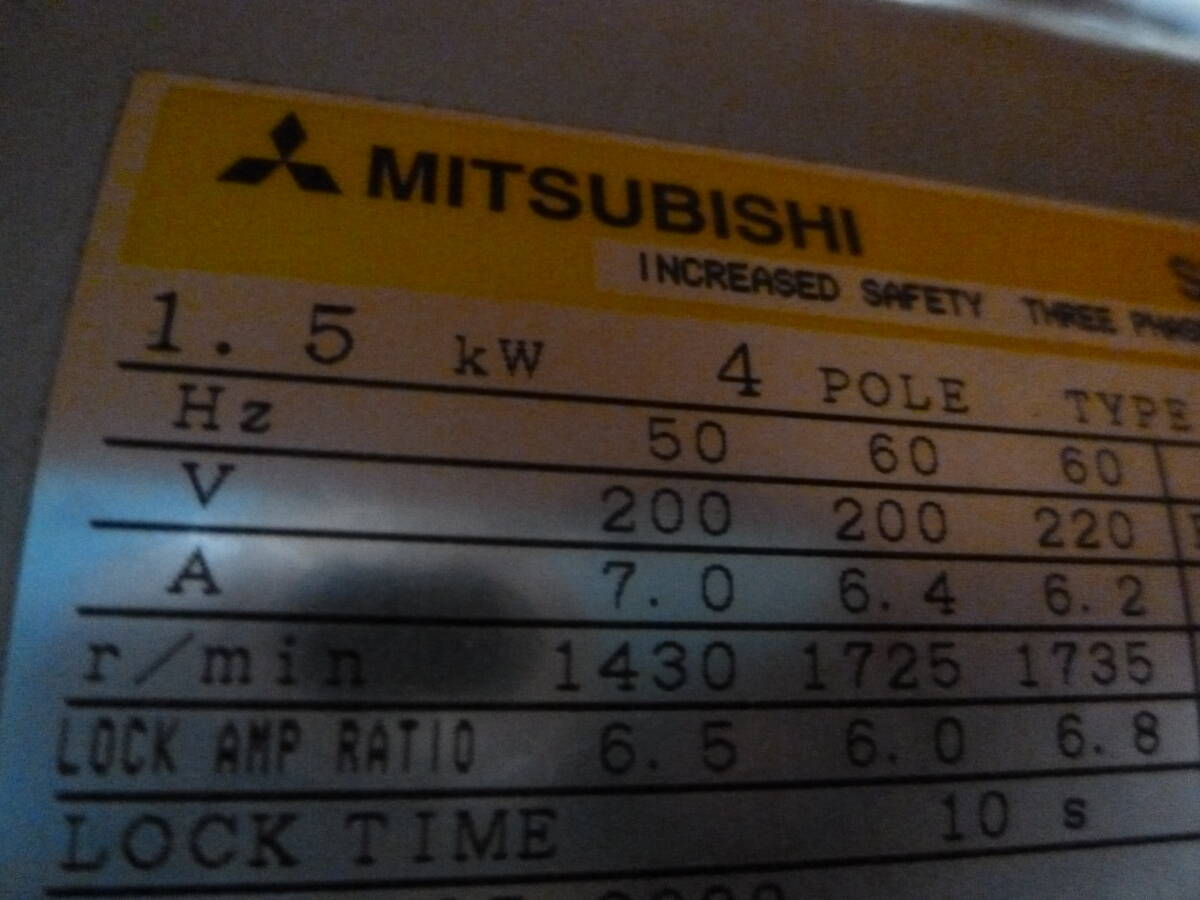 MITSUBISHI
INCREASED SAFETY THREE
1.5 kW 4 POLE TYPE
Hz 50 60 60
V 200 200 220
A 7.0 6.4 6.2
r/min 1430 1725 1735
LOCK AMP RATIO 6.5 6.0 6.8
LOCK TIME 10 s